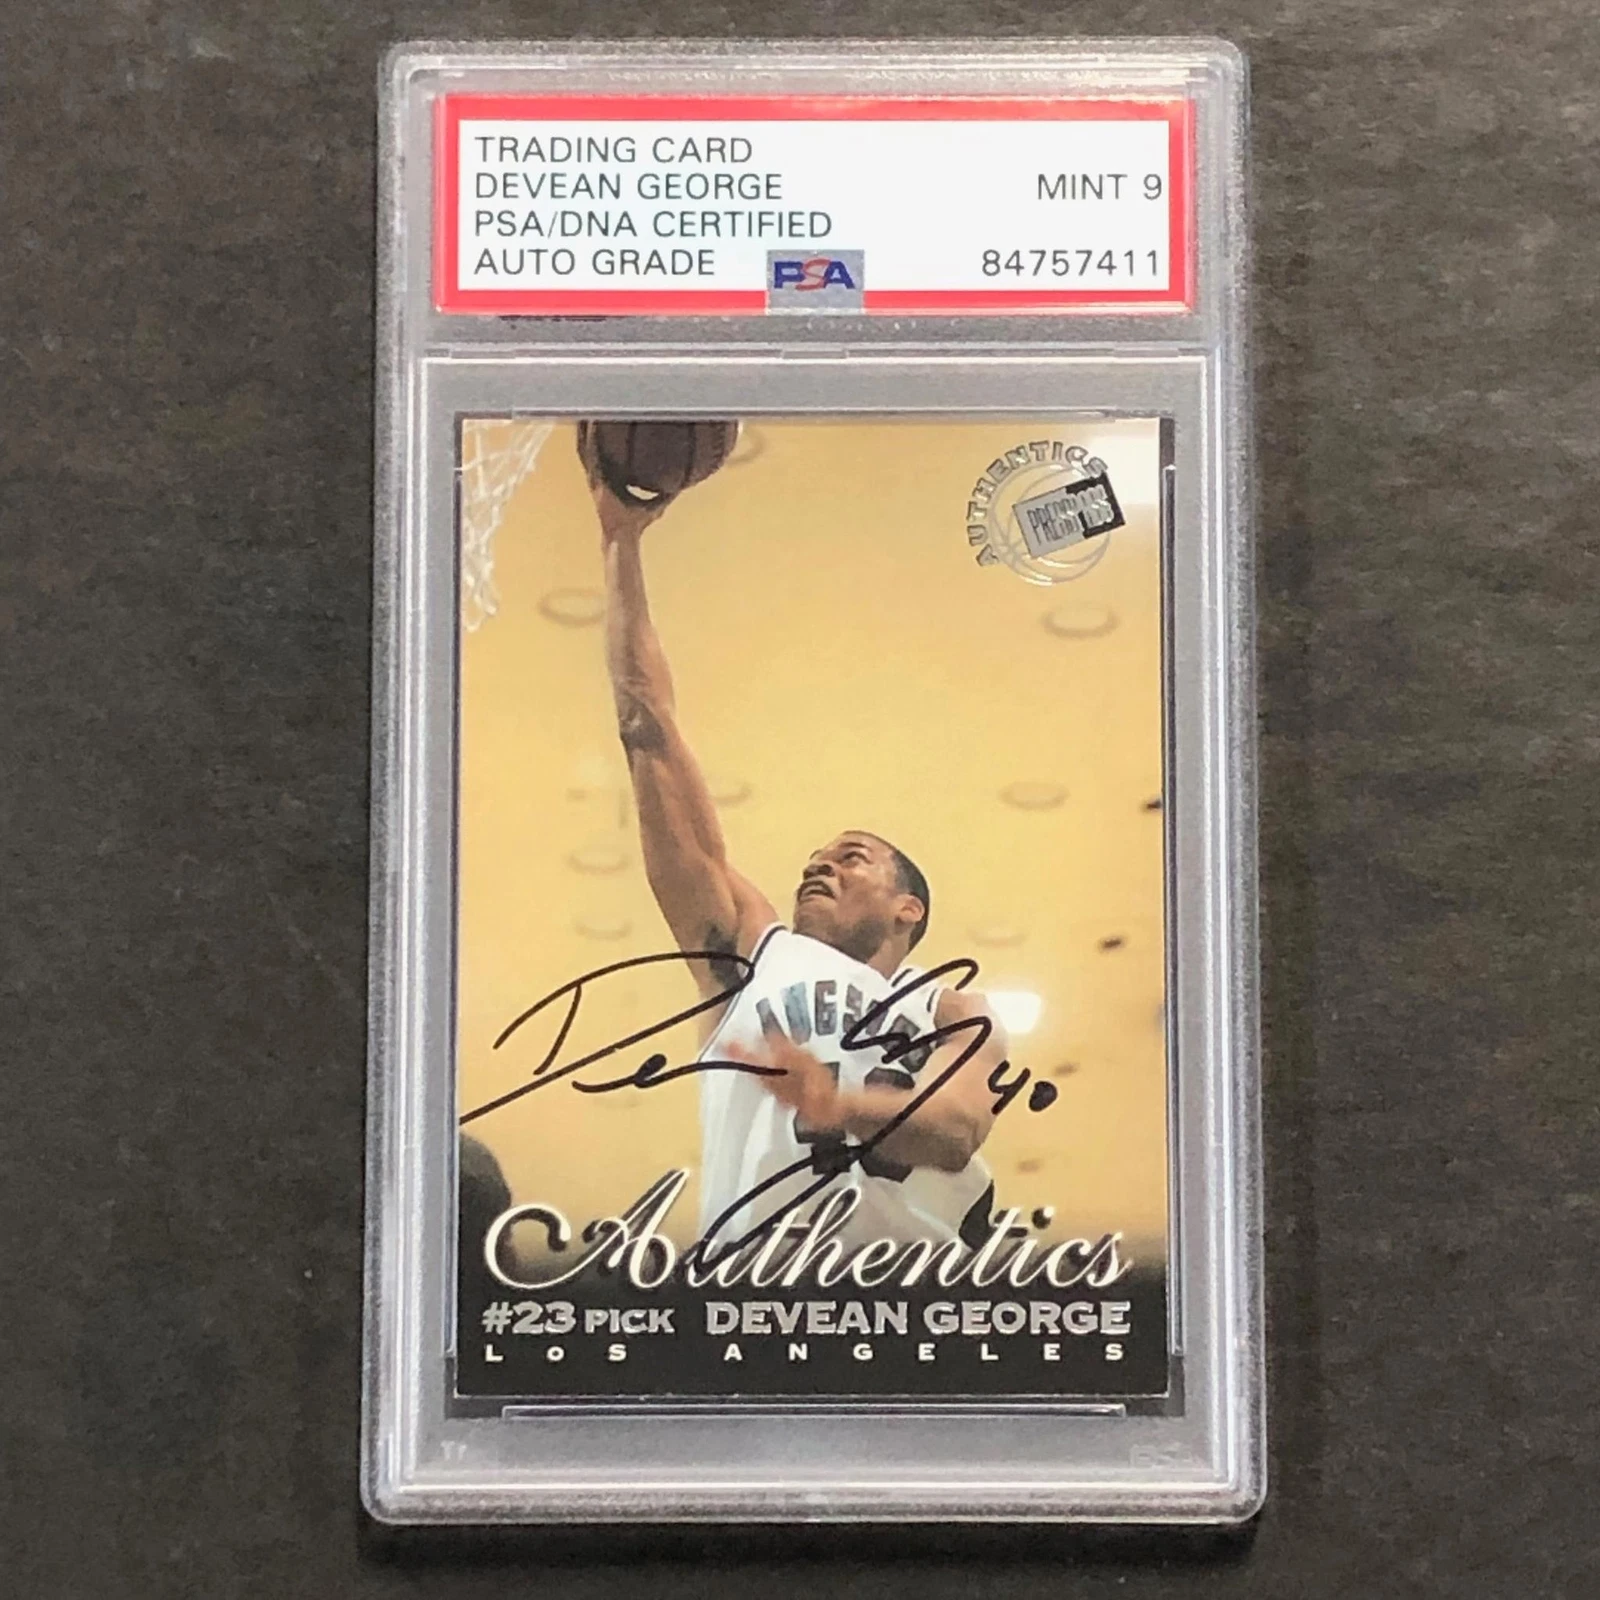 TRADING CARD
DEVEAN GEORGE
MINT 9
PSA/DNA CERTIFIED
AUTO GRADE
PSA
84757411
AUTHENTICS
PRESS PASS
40
Authentics
#23 PICK DEVEAN GEORGE
LOS ANGELES